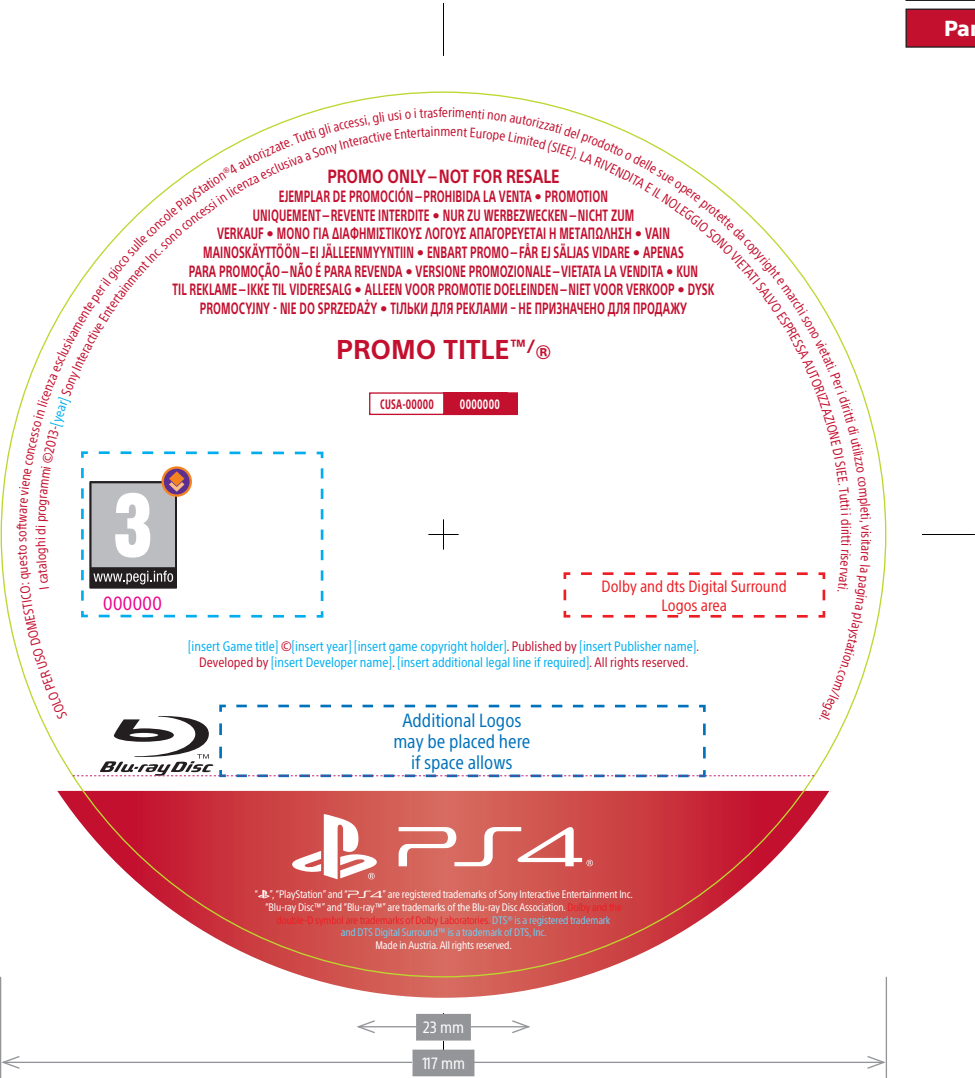 Par
SOLO PER USO DOMESTICO: questo software viene concesso in licenza esclusivamente per il gioco sulle console PlayStation®4 autorizzate. Tutti gli accessi, gli usi o i trasferimenti non autorizzati del prodotto o delle sue opere protette da copyright e marchi sono vietati. Per i diritti di utilizzo completi, visitare la pagina playstation.com/legal.
I cataloghi di programmi ©2013-[year] Sony Interactive Entertainment Inc. sono concessi in licenza esclusiva a Sony Interactive Entertainment Europe Limited (SIEE). LA RIVENDITA E IL NOLEGGIO SONO VIETATI SALVO ESPRESSA AUTORIZZAZIONE DI SIEE. Tutti i diritti riservati.
PROMO ONLY – NOT FOR RESALE
EJEMPLAR DE PROMOCIÓN – PROHIBIDA LA VENTA • PROMOTION
UNIQUEMENT – REVENTE INTERDITE • NUR ZU WERBEZWECKEN – NICHT ZUM
VERKAUF • ΜΟΝΟ ΓΙΑ ΔΙΑΦΗΜΙΣΤΙΚΟΥΣ ΛΟΓΟΥΣ ΑΠΑΓΟΡΕΥΕΤΑΙ Η ΜΕΤΑΠΩΛΗΣΗ • VAIN
MAINOSKÄYTTÖÖN – EI JÄLLEENMYYNTIIN • ENBART PROMO – FÅR EJ SÄLJAS VIDARE • APENAS
PARA PROMOÇÃO – NÃO É PARA REVENDA • VERSIONE PROMOZIONALE – VIETATA LA VENDITA • KUN
TIL REKLAME – IKKE TIL VIDERESALG • ALLEEN VOOR PROMOTIE DOELEINDEN – NIET VOOR VERKOOP • DYSK
PROMOCYJNY - NIE DO SPRZEDAŻY • ТІЛЬКИ ДЛЯ РЕКЛАМИ – НЕ ПРИЗНАЧЕНО ДЛЯ ПРОДАЖУ
PROMO TITLE™/®
CUSA-00000 0000000
3
www.pegi.info
000000
Dolby and dts Digital Surround
Logos area
[insert Game title] ©[insert year] [insert game copyright holder]. Published by [insert Publisher name].
Developed by [insert Developer name]. [insert additional legal line if required]. All rights reserved.
Blu-ray Disc™
Additional Logos
may be placed here
if space allows
PS4®
"PS", "PlayStation" and "PS4" are registered trademarks of Sony Interactive Entertainment Inc.
"Blu-ray Disc™" and "Blu-ray™" are trademarks of the Blu-ray Disc Association. Dolby and the
double-D symbol are trademarks of Dolby Laboratories. DTS® is a registered trademark
and DTS Digital Surround™ is a trademark of DTS, Inc.
Made in Austria. All rights reserved.
23 mm
117 mm